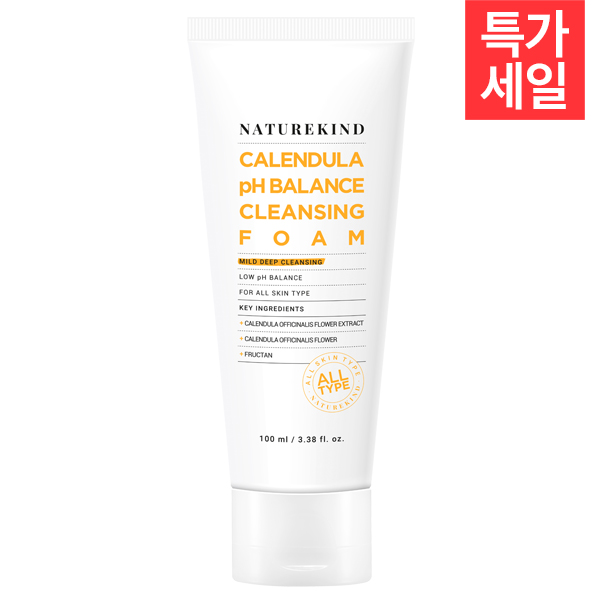 특가
세일
NATUREKIND
CALENDULA
pH BALANCE
CLEANSING
FOAM
MILD DEEP CLEANSING
LOW pH BALANCE
FOR ALL SKIN TYPE
KEY INGREDIENTS
+ CALENDULA OFFICINALIS FLOWER EXTRACT
+ CALENDULA OFFICINALIS FLOWER
+ FRUCTAN
ALL SKIN TYPE
ALL
TYPE
NATUREKIND
100 ml / 3.38 fl. oz.